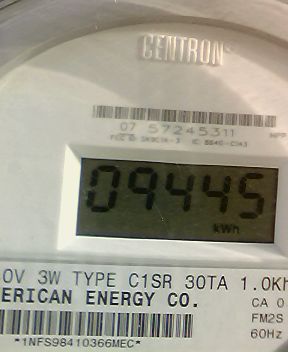 CENTRON
07 57245311
09445
kWh
0V 3W TYPE C1SR 30TA 1.0Kh
ERICAN ENERGY CO.
CA 0
FM2S
60Hz
*1NFS98410366MEC*